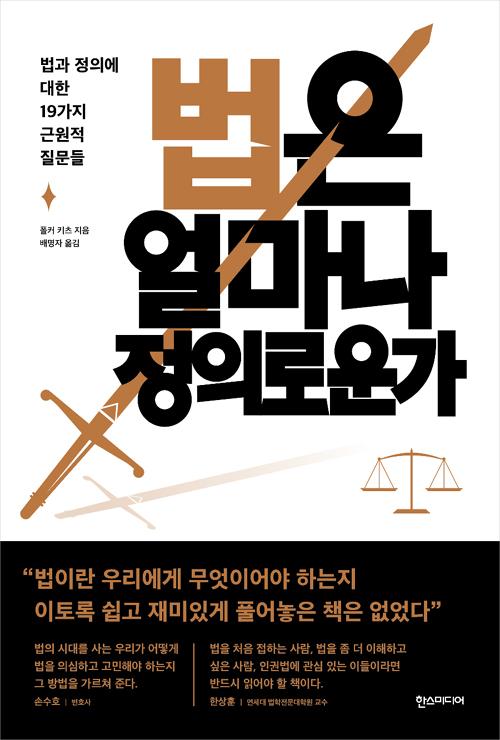 법과 정의에
대한
19가지
근원적
질문들
폴커 키츠 지음
배명자 옮김
법은
얼마나
정의로운가
“법이란 우리에게 무엇이어야 하는지
이토록 쉽고 재미있게 풀어놓은 책은 없었다”
법의 시대를 사는 우리가 어떻게
법을 의심하고 고민해야 하는지
그 방법을 가르쳐 준다.
손수호 | 변호사
법을 처음 접하는 사람, 법을 좀 더 이해하고
싶은 사람, 인권법에 관심 있는 이들이라면
반드시 읽어야 할 책이다.
한상훈 | 연세대 법학전문대학원 교수
한스미디어